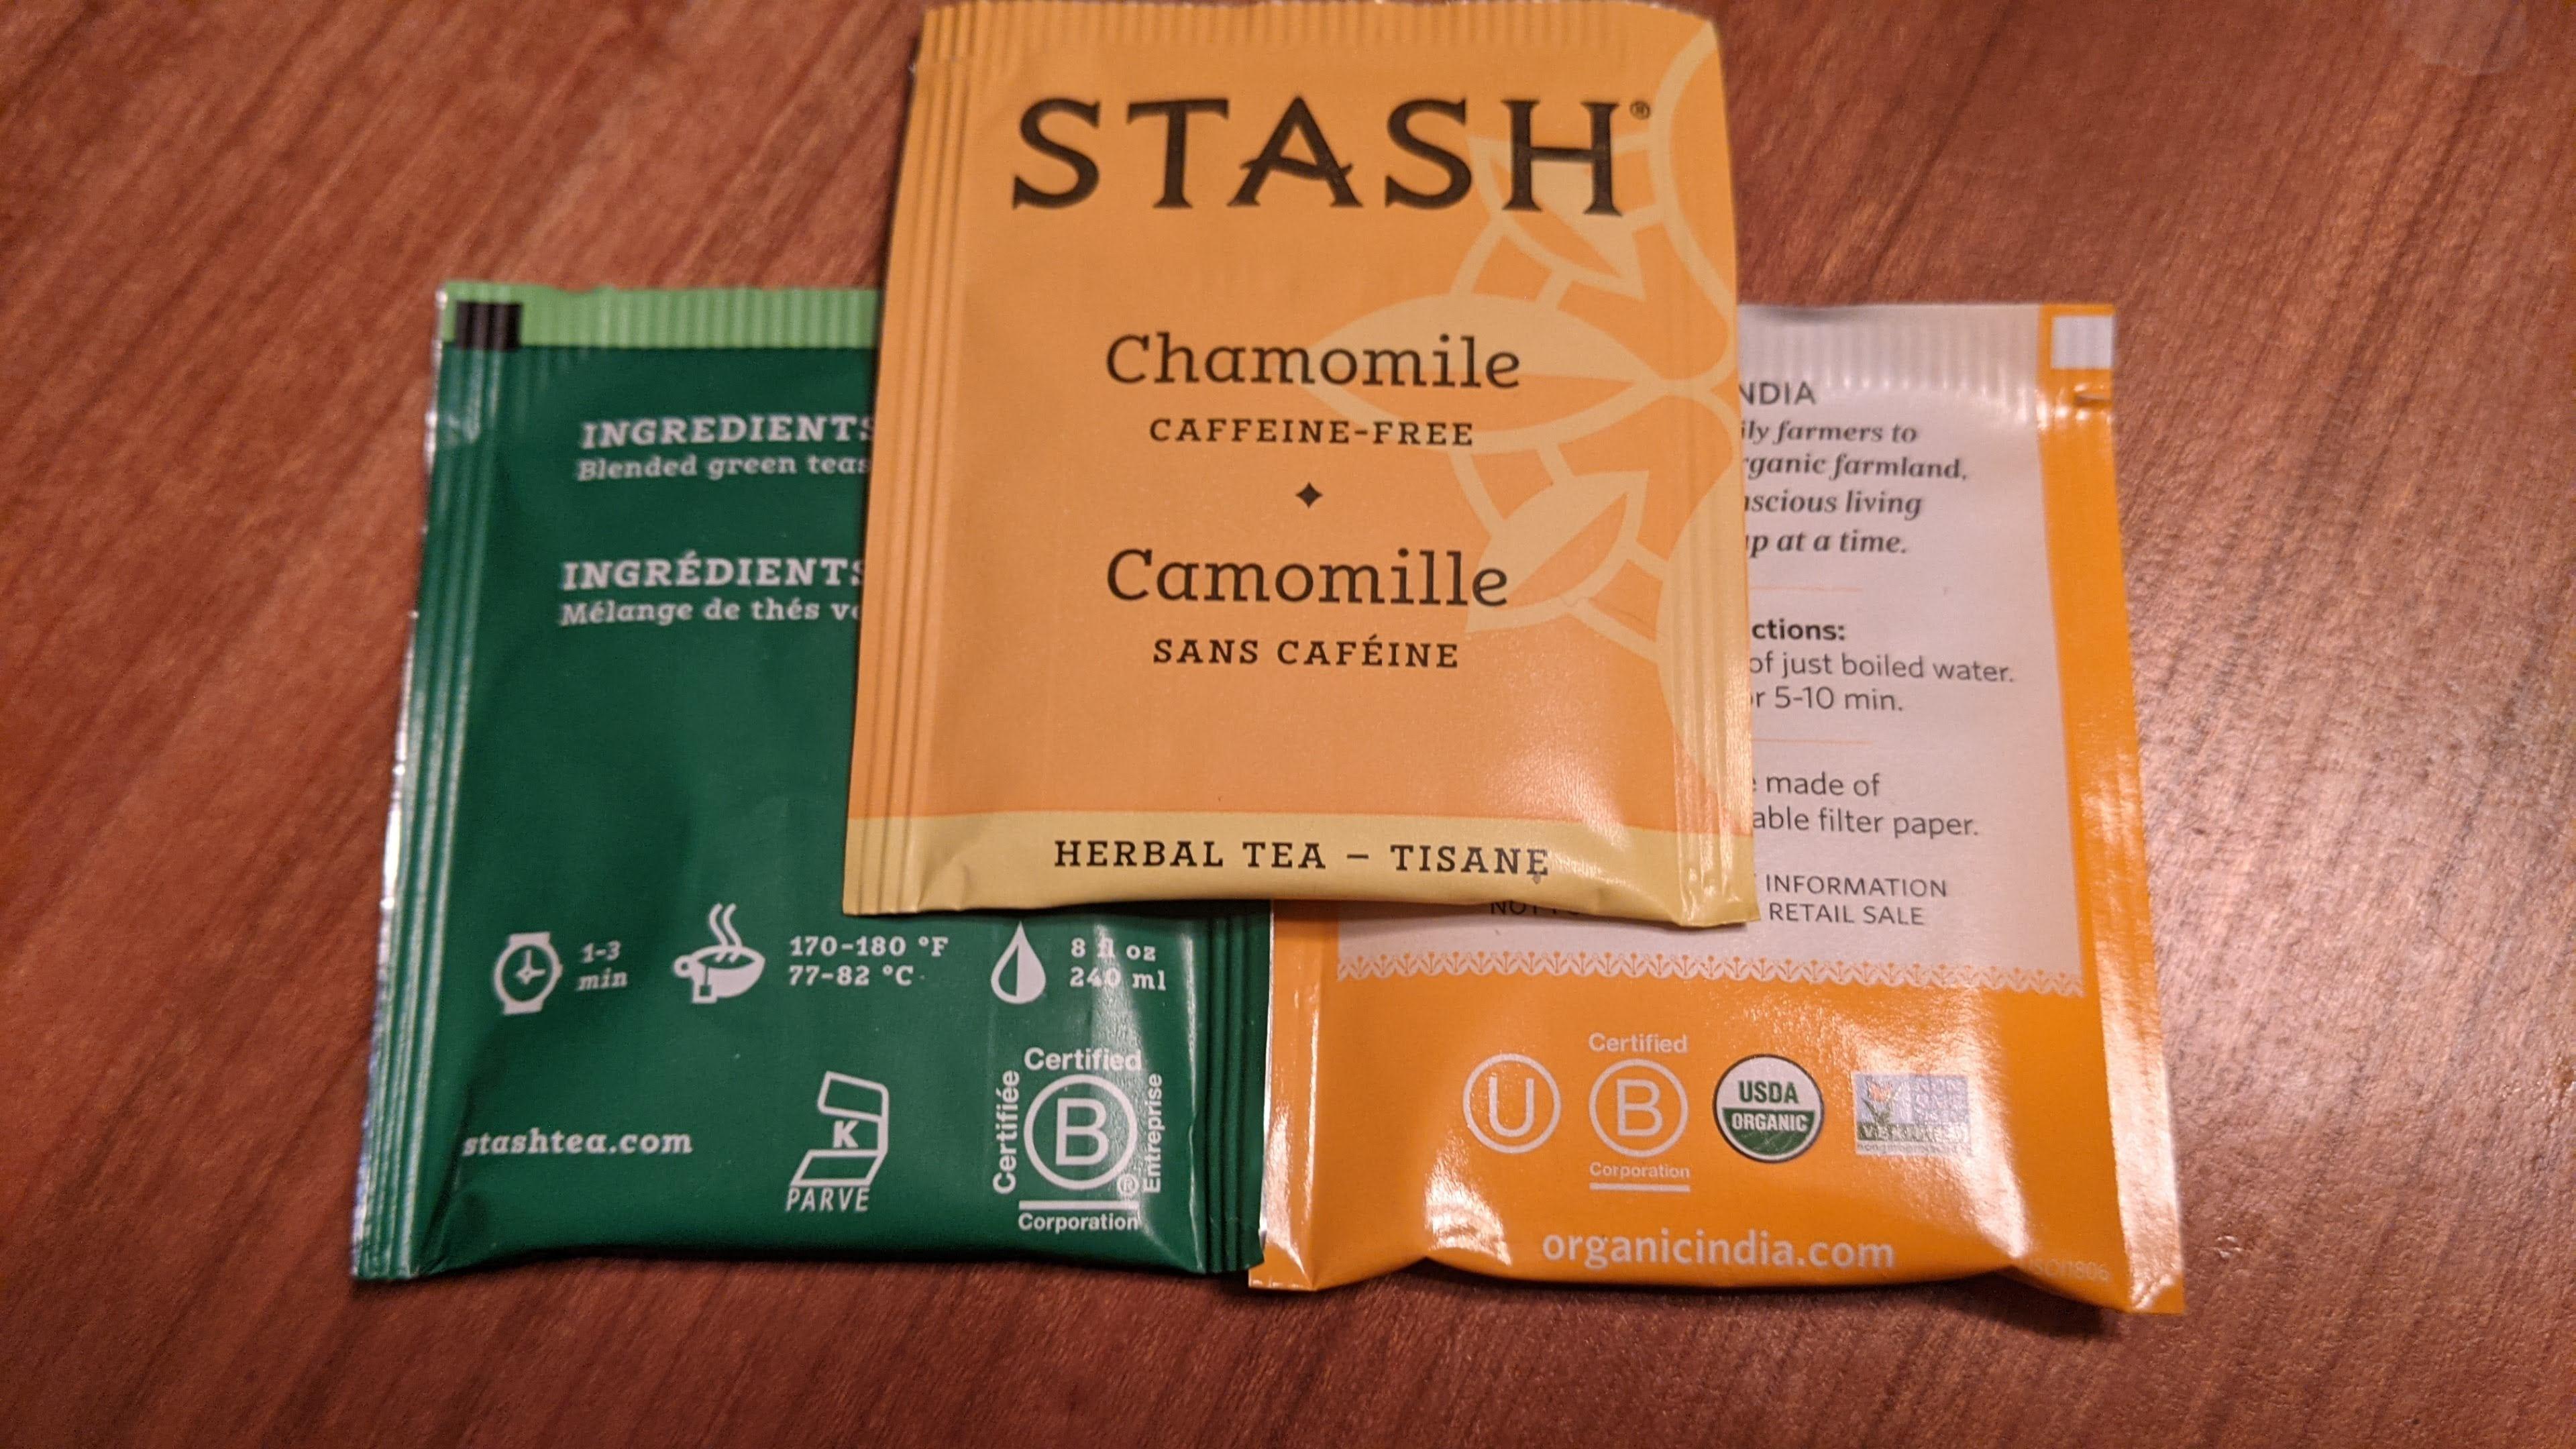 STASH®
Chamomile
CAFFEINE-FREE
Camomille
SANS CAFÉINE
HERBAL TEA – TISANE
INGREDIENTS
Blended green teas
INGRÉDIENTS
Mélange de thés
1-3
min
170-180 °F
77-82 °C
8 fl oz
240 ml
stashtea.com
K
PARVE
Certified
Certifiée
B
®
Entreprise
Corporation
NDIA
ily farmers to
rganic farmland,
scious living
p at a time.
ctions:
of just boiled water.
r 5-10 min.
made of
able filter paper.
INFORMATION
RETAIL SALE
U
Certified
B
Corporation
USDA
ORGANIC
organicindia.com